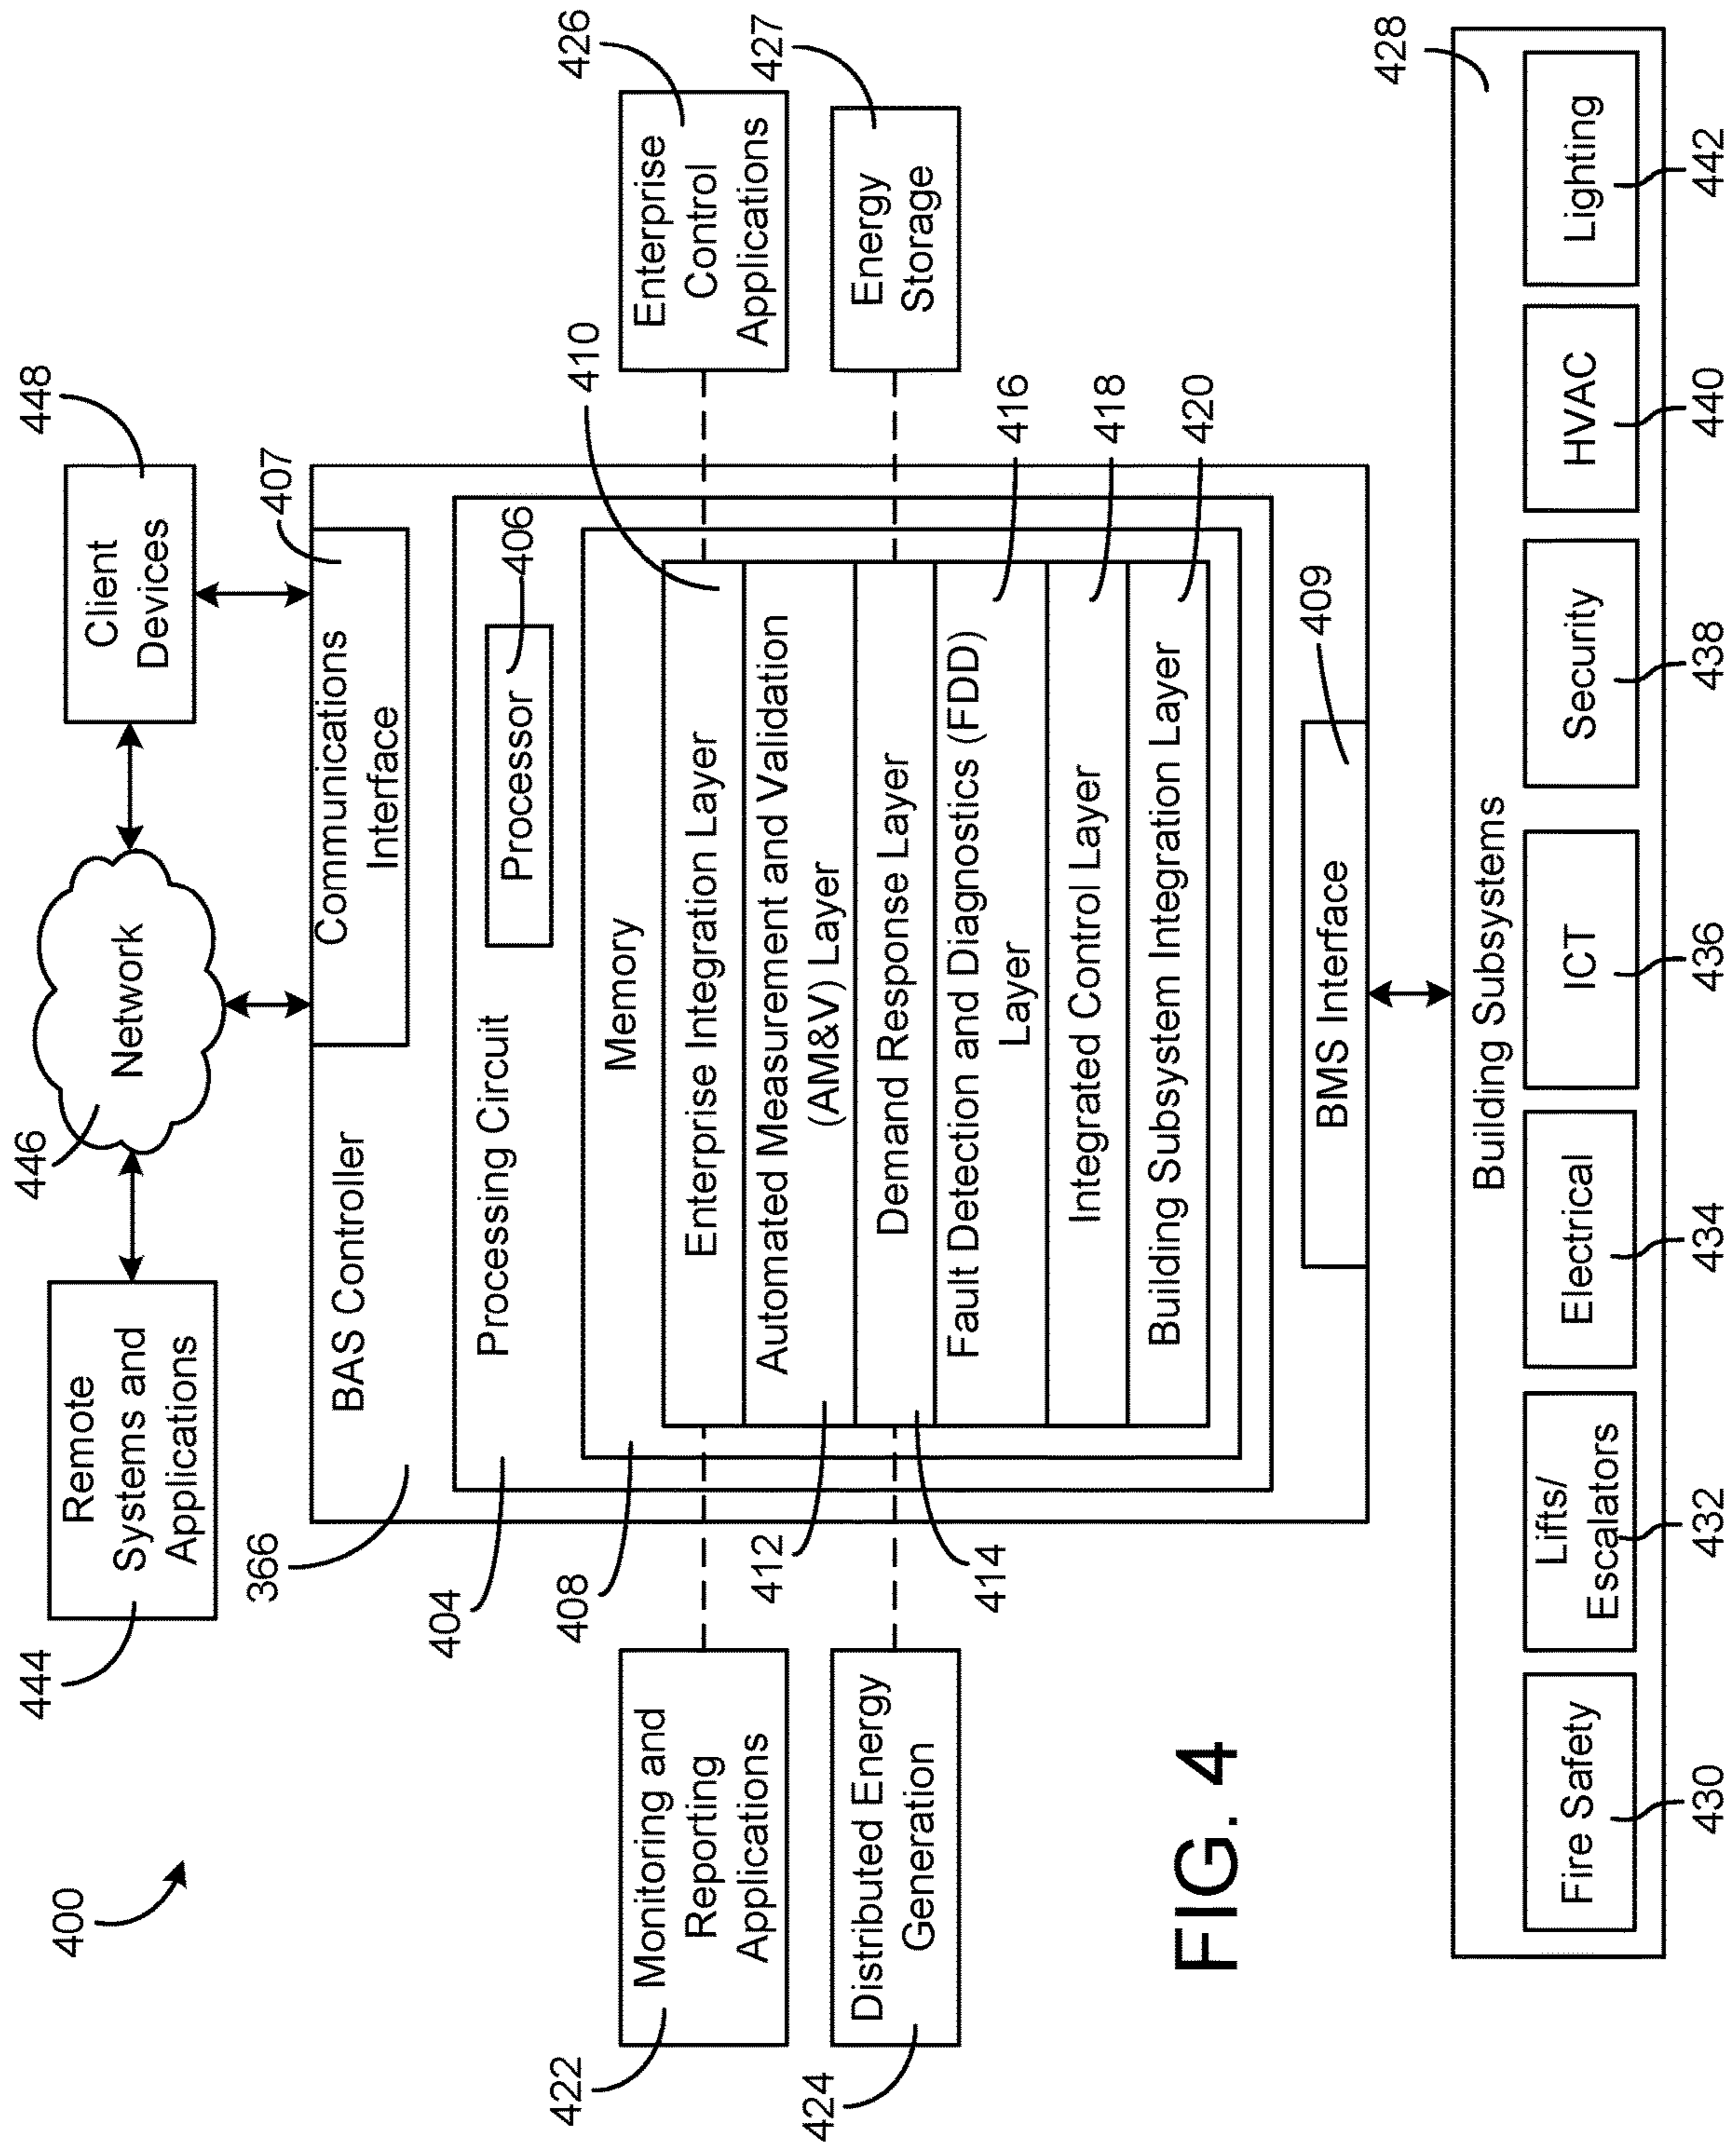 400
444
Remote
Systems and
Applications
446
Network
448
Client
Devices
366
BAS Controller
407
Communications
Interface
404
Processing Circuit
Processor
406
408
Memory
410
Enterprise Integration Layer
Automated Measurement and Validation
(AM&V) Layer
412
Demand Response Layer
414
Fault Detection and Diagnostics (FDD)
Layer
416
Integrated Control Layer
418
Building Subsystem Integration Layer
420
422
Monitoring and
Reporting
Applications
424
Distributed Energy
Generation
426
Enterprise
Control
Applications
427
Energy
Storage
BMS Interface
409
FIG. 4
428
Building Subsystems
Fire Safety
Lifts/
Escalators
Electrical
ICT
Security
HVAC
Lighting
430
432
434
436
438
440
442